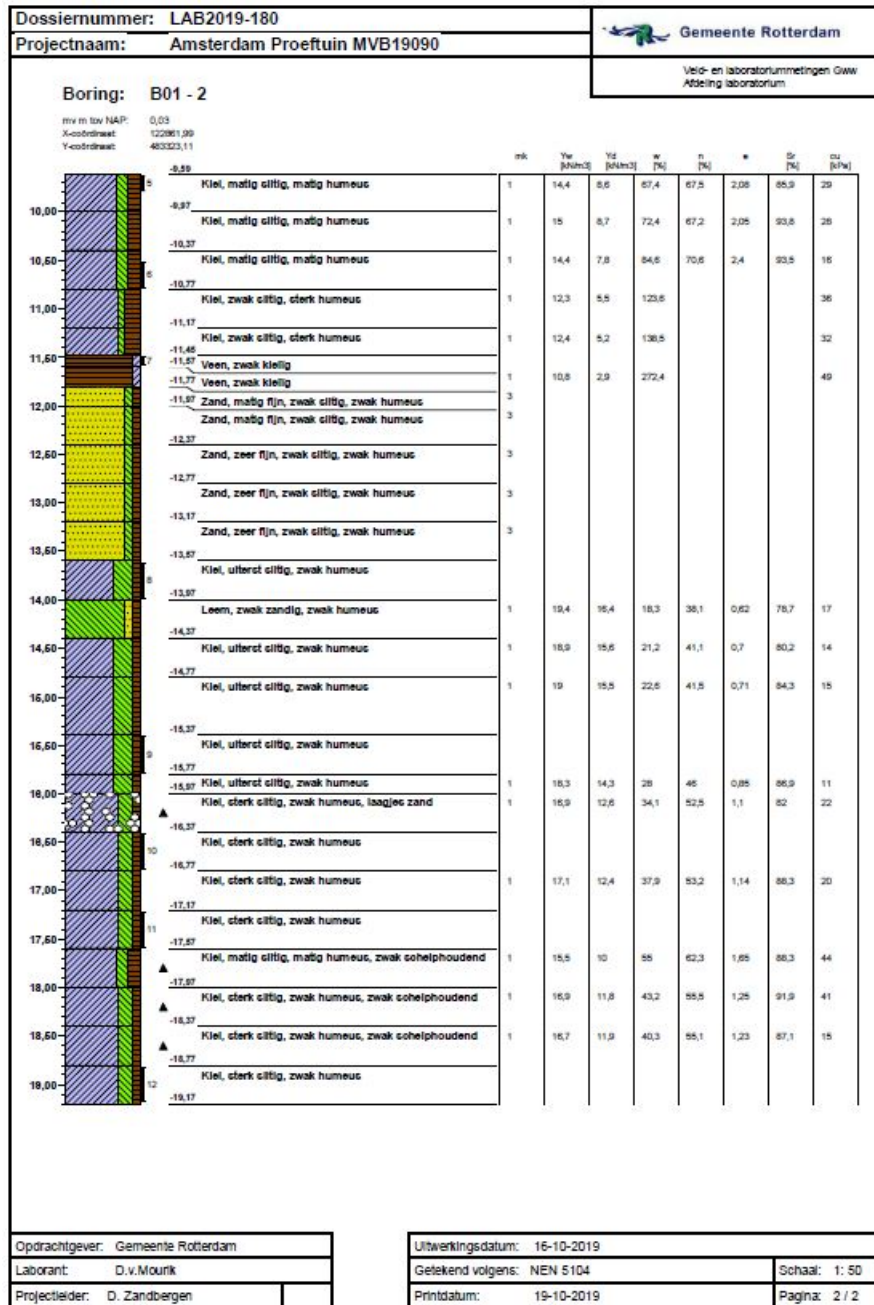 Dossiernummer: LAB2019-180
Projectnaam: Amsterdam Proeftuin MVB19090
Gemeente Rotterdam
Veld- en laboratoriummetingen Gww
Afdeling laboratorium
Boring: B01 - 2
mv m tov NAP: 0,03
X-coördinaat: 122861,99
Y-coördinaat: 483323,11
mk Yw [kN/m3] Yd [kN/m3] w [%] n [%] e Sr [%] cu [kPa]
-9,59
5 Klei, matig siltig, matig humeus 1 14,4 8,6 67,4 67,5 2,08 85,9 29
10,00 -9,97
Klei, matig siltig, matig humeus 1 15 8,7 72,4 67,2 2,05 93,8 28
-10,37
10,50 Klei, matig siltig, matig humeus 1 14,4 7,8 84,6 70,6 2,4 93,5 16
6
-10,77
11,00 Klei, zwak siltig, sterk humeus 1 12,3 5,5 123,6 36
-11,17
Klei, zwak siltig, sterk humeus 1 12,4 5,2 138,5 32
-11,46
11,50 7 -11,57 Veen, zwak kleiig
-11,77 Veen, zwak kleiig 1 10,8 2,9 272,4 49
12,00 -11,97 Zand, matig fijn, zwak siltig, zwak humeus 3
Zand, matig fijn, zwak siltig, zwak humeus 3
-12,37
12,50 Zand, zeer fijn, zwak siltig, zwak humeus 3
-12,77
13,00 Zand, zeer fijn, zwak siltig, zwak humeus 3
-13,17
Zand, zeer fijn, zwak siltig, zwak humeus 3
13,50 -13,57
Klei, uiterst siltig, zwak humeus
8
-13,97
14,00 Leem, zwak zandig, zwak humeus 1 19,4 16,4 18,3 38,1 0,62 78,7 17
-14,37
14,50 Klei, uiterst siltig, zwak humeus 1 18,9 15,6 21,2 41,1 0,7 80,2 14
-14,77
15,00 Klei, uiterst siltig, zwak humeus 1 19 15,5 22,6 41,5 0,71 84,3 15
-15,37
15,50 9 Klei, uiterst siltig, zwak humeus
-15,77
16,00 -15,97 Klei, uiterst siltig, zwak humeus 1 18,3 14,3 28 46 0,85 86,9 11
Klei, sterk siltig, zwak humeus, laagjes zand 1 16,9 12,6 34,1 52,5 1,1 82 22
-16,37
16,50 Klei, sterk siltig, zwak humeus
10
-16,77
17,00 Klei, sterk siltig, zwak humeus 1 17,1 12,4 37,9 53,2 1,14 88,3 20
-17,17
11 Klei, sterk siltig, zwak humeus
17,50 -17,57
Klei, matig siltig, matig humeus, zwak schelphoudend 1 15,5 10 55 62,3 1,65 88,3 44
-17,97
18,00 Klei, sterk siltig, zwak humeus, zwak schelphoudend 1 16,9 11,8 43,2 55,5 1,25 91,9 41
-18,37
18,50 Klei, sterk siltig, zwak humeus, zwak schelphoudend 1 16,7 11,9 40,3 55,1 1,23 87,1 15
-18,77
19,00 12 Klei, sterk siltig, zwak humeus
-19,17
Opdrachtgever: Gemeente Rotterdam
Laborant: D.v.Mourik
Projectleider: D. Zandbergen
Uitwerkingsdatum: 16-10-2019
Getekend volgens: NEN 5104 Schaal: 1: 50
Printdatum: 19-10-2019 Pagina: 2 / 2